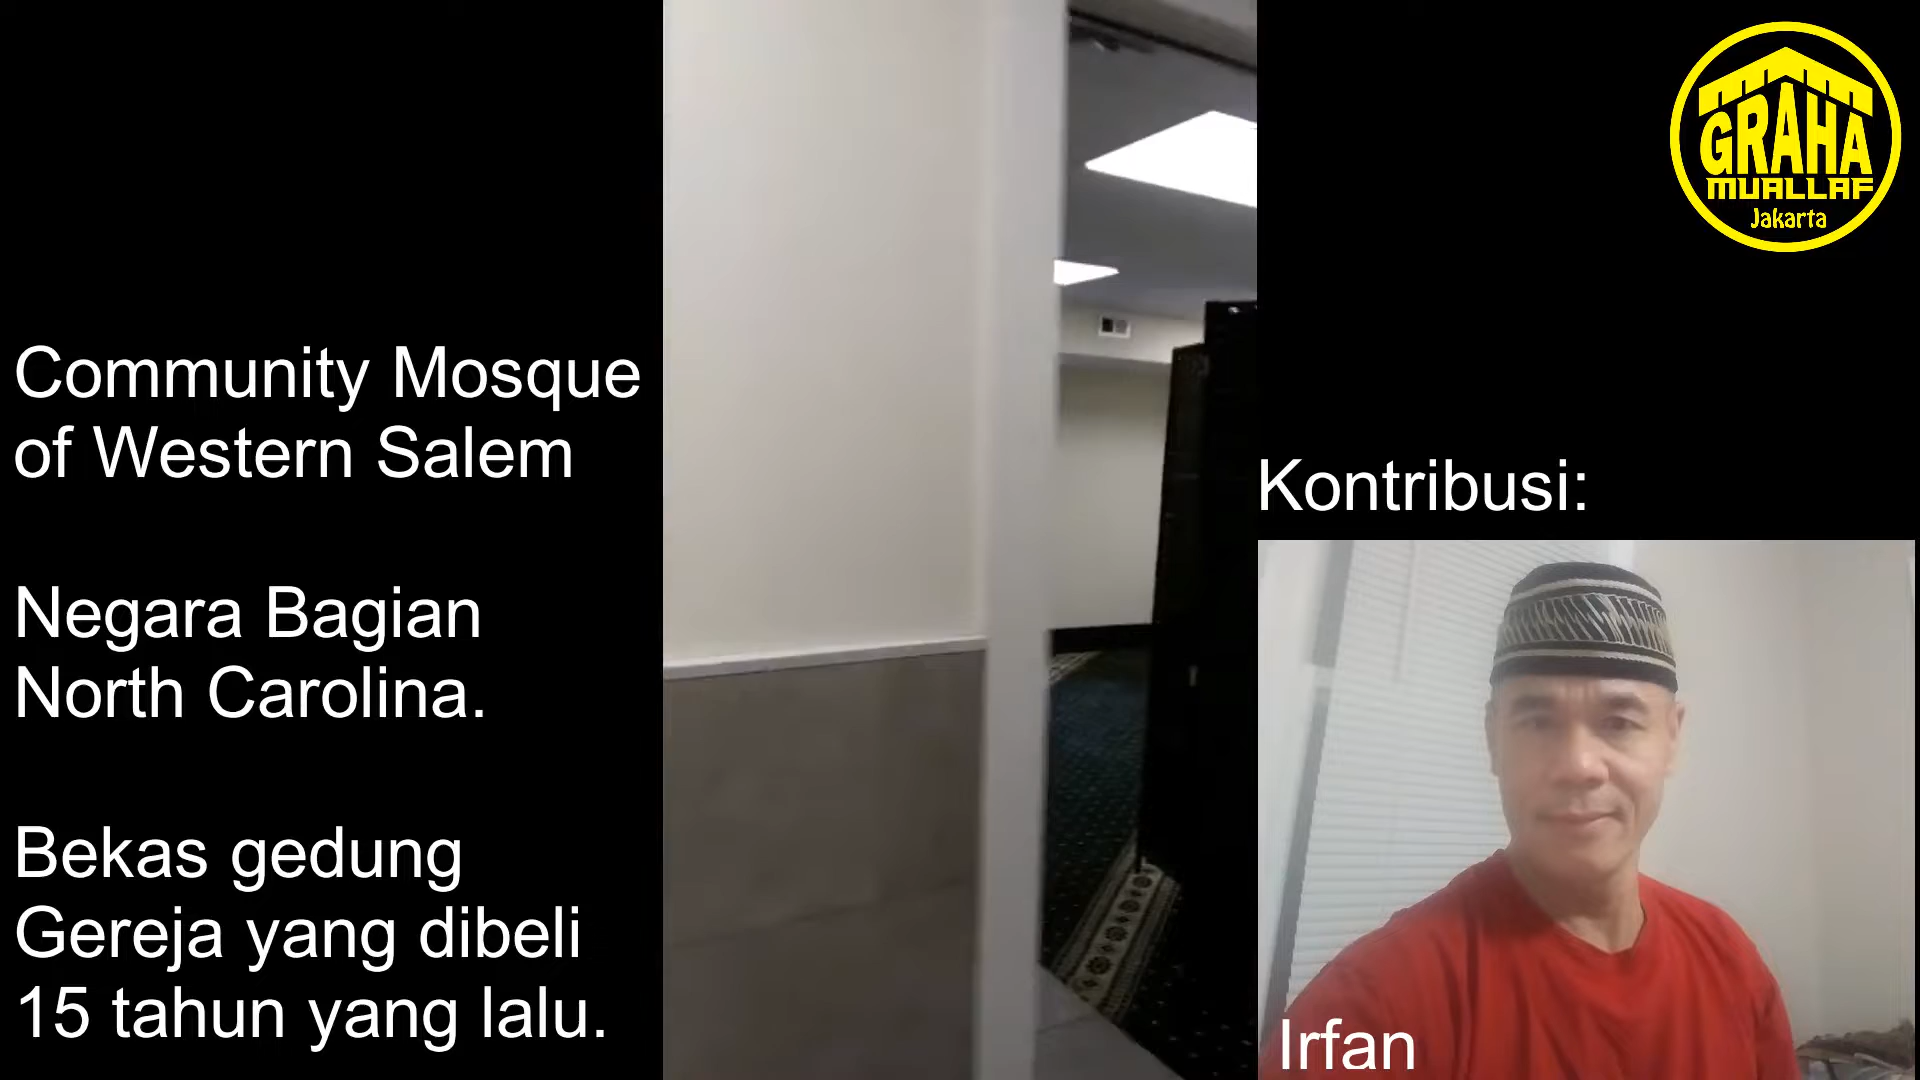 Community Mosque
of Western Salem
Negara Bagian
North Carolina.
Bekas gedung
Gereja yang dibeli
15 tahun yang lalu.
GRAHA
MUALLAF
Jakarta
Kontribusi:
Irfan